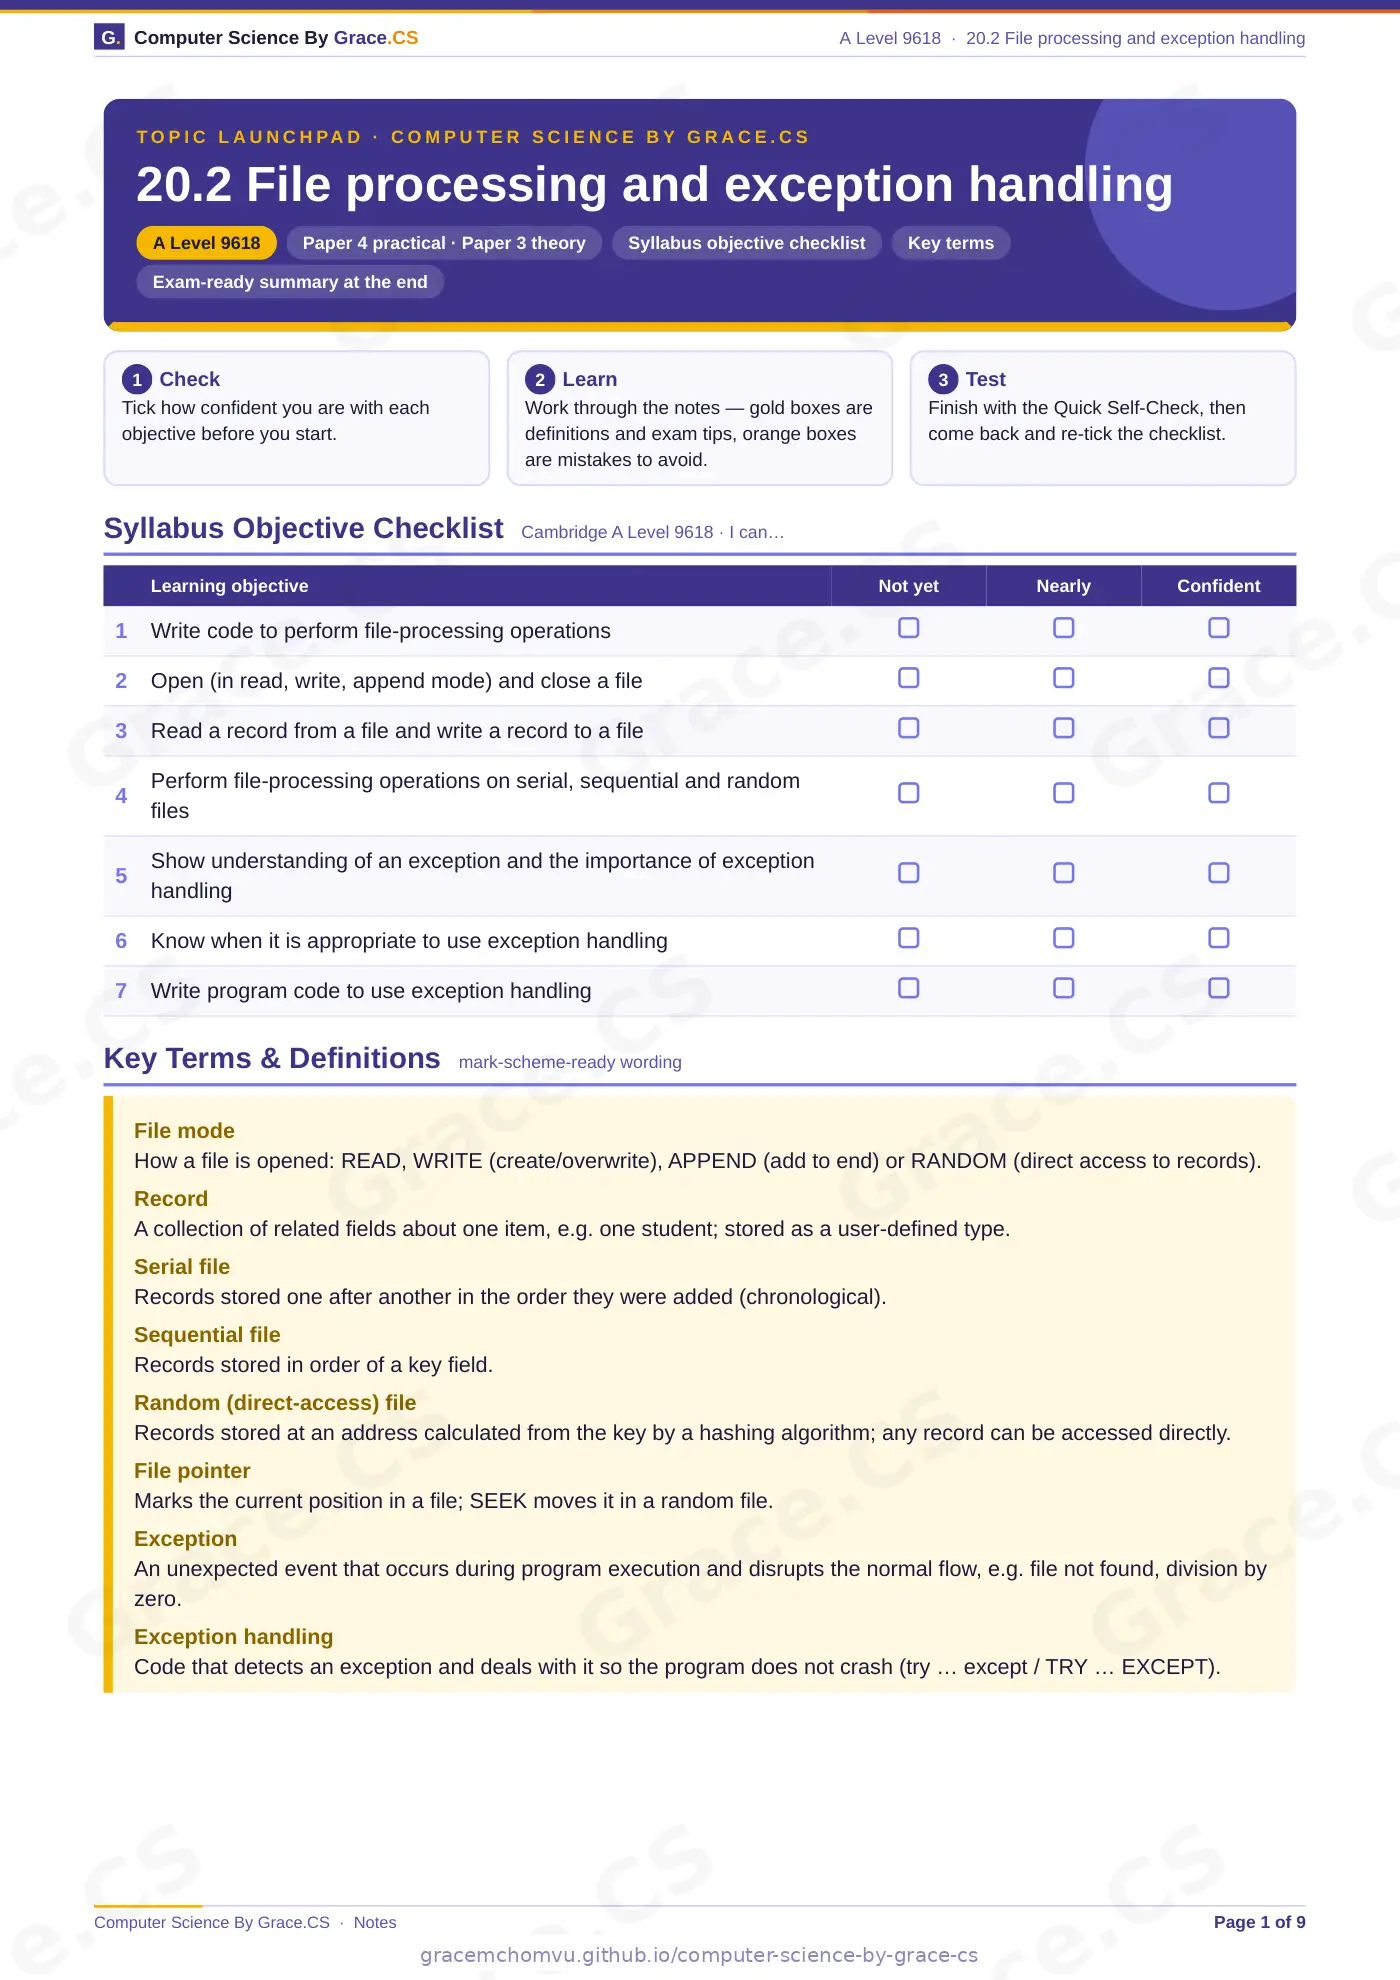 G. Computer Science By Grace.CS
A Level 9618 · 20.2 File processing and exception handling
TOPIC LAUNCHPAD · COMPUTER SCIENCE BY GRACE.CS
20.2 File processing and exception handling
A Level 9618 Paper 4 practical · Paper 3 theory Syllabus objective checklist Key terms
Exam-ready summary at the end
1 Check
Tick how confident you are with each
objective before you start.
2 Learn
Work through the notes — gold boxes are
definitions and exam tips, orange boxes
are mistakes to avoid.
3 Test
Finish with the Quick Self-Check, then
come back and re-tick the checklist.
Syllabus Objective Checklist Cambridge A Level 9618 · I can…
Learning objective Not yet Nearly Confident
1 Write code to perform file-processing operations
2 Open (in read, write, append mode) and close a file
3 Read a record from a file and write a record to a file
4 Perform file-processing operations on serial, sequential and random
files
5 Show understanding of an exception and the importance of exception
handling
6 Know when it is appropriate to use exception handling
7 Write program code to use exception handling
Key Terms & Definitions mark-scheme-ready wording
File mode
How a file is opened: READ, WRITE (create/overwrite), APPEND (add to end) or RANDOM (direct access to records).
Record
A collection of related fields about one item, e.g. one student; stored as a user-defined type.
Serial file
Records stored one after another in the order they were added (chronological).
Sequential file
Records stored in order of a key field.
Random (direct-access) file
Records stored at an address calculated from the key by a hashing algorithm; any record can be accessed directly.
File pointer
Marks the current position in a file; SEEK moves it in a random file.
Exception
An unexpected event that occurs during program execution and disrupts the normal flow, e.g. file not found, division by
zero.
Exception handling
Code that detects an exception and deals with it so the program does not crash (try … except / TRY … EXCEPT).
Computer Science By Grace.CS · Notes
Page 1 of 9
gracemchomvu.github.io/computer-science-by-grace-cs